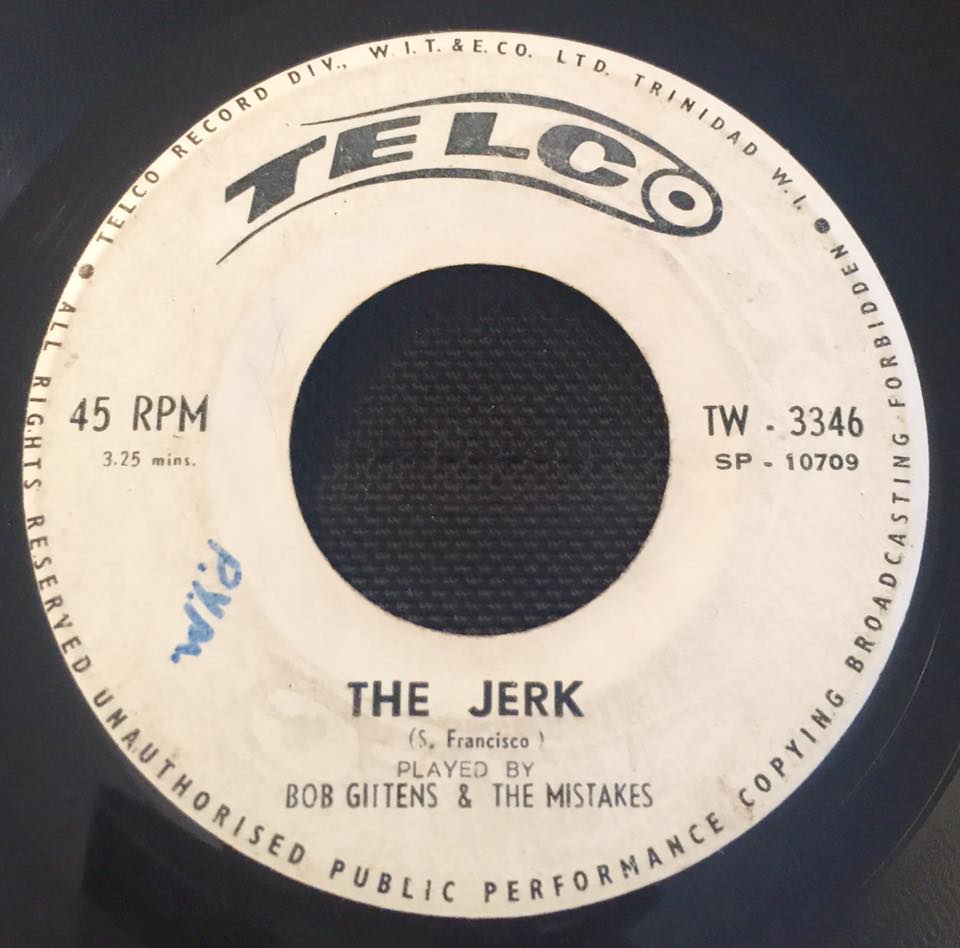 TELCO RECORD DIV., W.I.T. & E. CO. LTD. TRINIDAD W.I.
TELCO
45 RPM
3.25 mins.
TW - 3346
SP - 10709
P.Y.M.
THE JERK
(S. Francisco)
PLAYED BY
BOB GITTENS & THE MISTAKES
ALL RIGHTS RESERVED UNAUTHORISED PUBLIC PERFORMANCE COPYING BROADCASTING FORBIDDEN